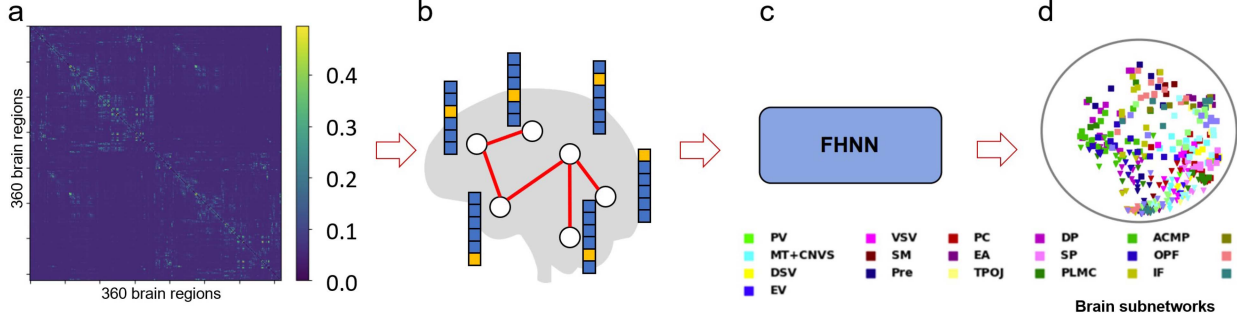 a
b
c
d
360 brain regions
0.4
0.3
0.2
0.1
0.0
360 brain regions
FHNN
PV
VSV
PC
DP
ACMP
MT+CNVS
SM
EA
SP
OPF
DSV
Pre
TPOJ
PLMC
IF
EV
Brain subnetworks